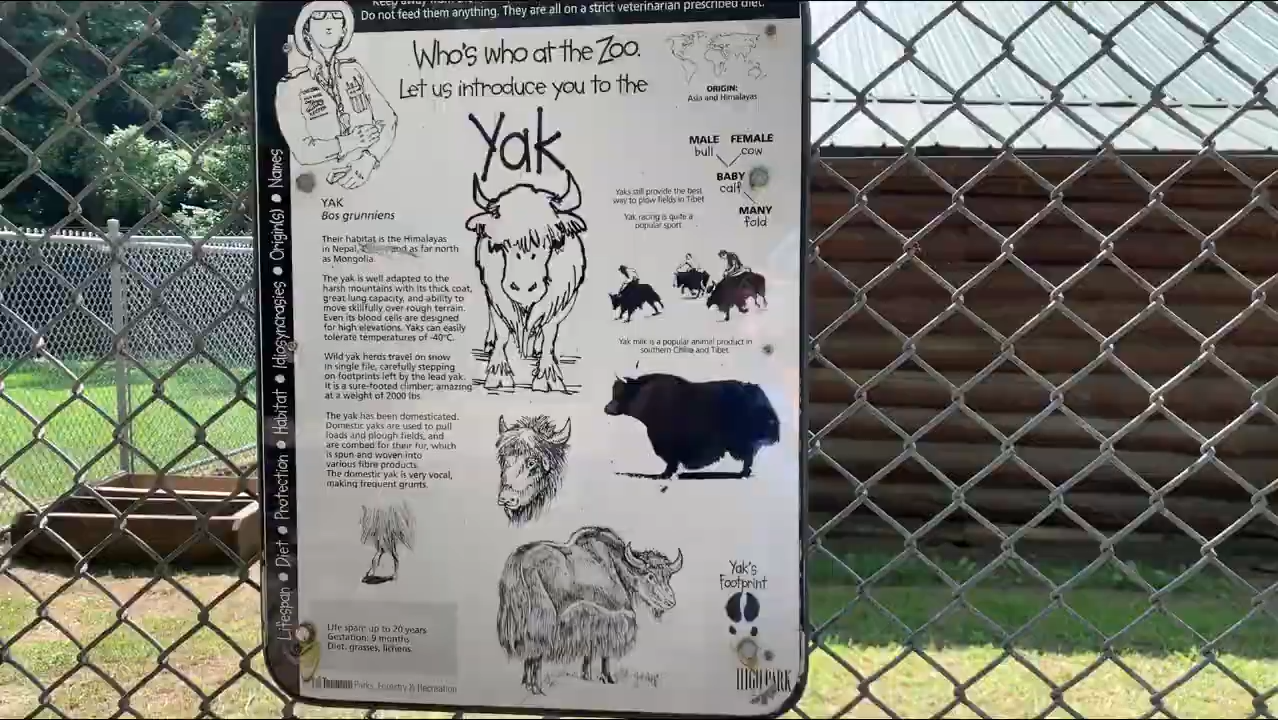 Keep away from the
Do not feed them anything. They are all on a strict veterinarian prescribed diet.
Who's who at the Zoo.
Let us introduce you to the
Yak
ORIGIN:
Asia and Himalayas
MALE FEMALE
bull cow
BABY
calf
MANY
fold
Yaks still provide the best
way to plow fields in Tibet
Yak racing is quite a
popular sport
Yak milk is a popular animal product in
southern China and Tibet
YAK
Bos grunniens
Their habitat is the Himalayas
in Nepal, and as far north
as Mongolia.
The yak is well adapted to the
harsh mountains with its thick coat,
great lung capacity, and ability to
move skillfully over rough terrain.
Even its blood cells are designed
for high elevations. Yaks can easily
tolerate temperatures of -40°C.
Wild yak herds travel on snow
in single file, carefully stepping
on footprints left by the lead yak.
It is a sure-footed climber; amazing
at a weight of 2000 lbs.
The yak has been domesticated.
Domestic yaks are used to pull
loads and plough fields, and
are combed for their fur, which
is spun and woven into
various fibre products.
The domestic yak is very vocal,
making frequent grunts.
Yak's
Footprint
Life span: up to 20 years
Gestation: 9 months
Diet: grasses, lichens
Toronto Parks, Forestry & Recreation
HIGH PARK
Lifespan • Diet • Protection • Habitat • Idiosyncrasies • Origin(s) • Names